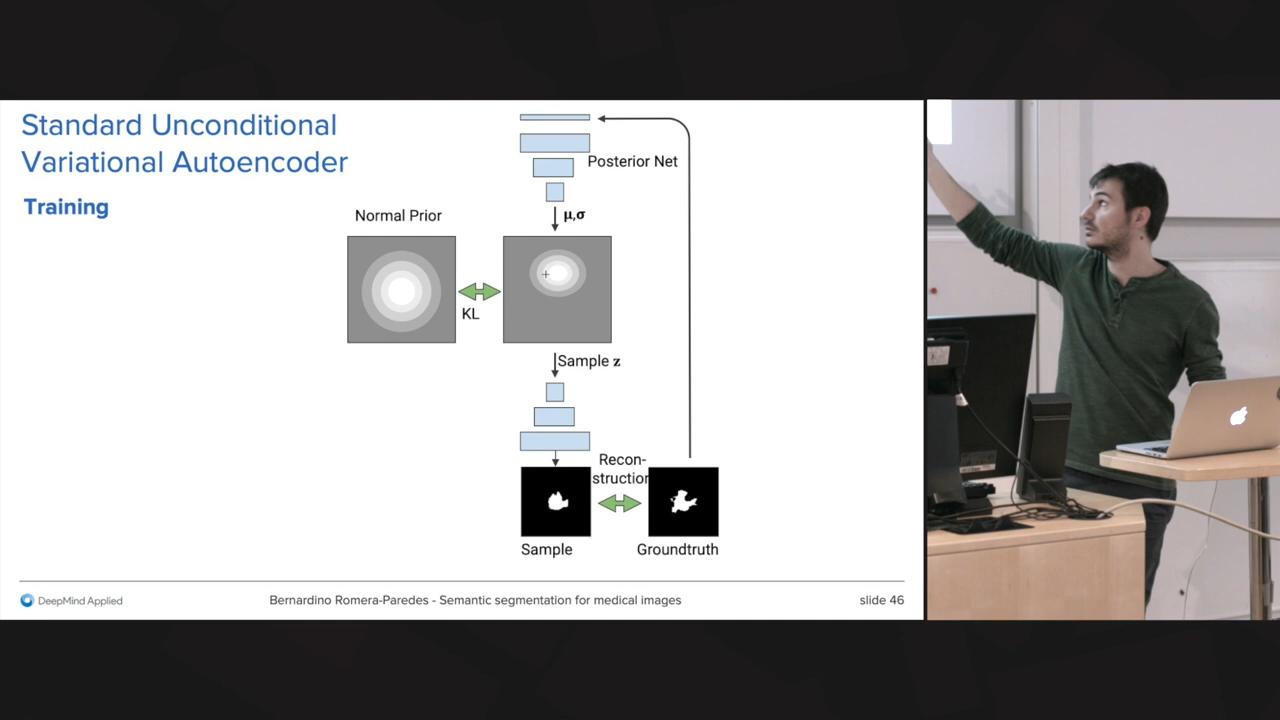 Standard Unconditional
Variational Autoencoder
Training
Posterior Net
μ,σ
Normal Prior
KL
Sample z
Recon-
struction
Sample
Groundtruth
DeepMind Applied
Bernardino Romera-Paredes - Semantic segmentation for medical images
slide 46